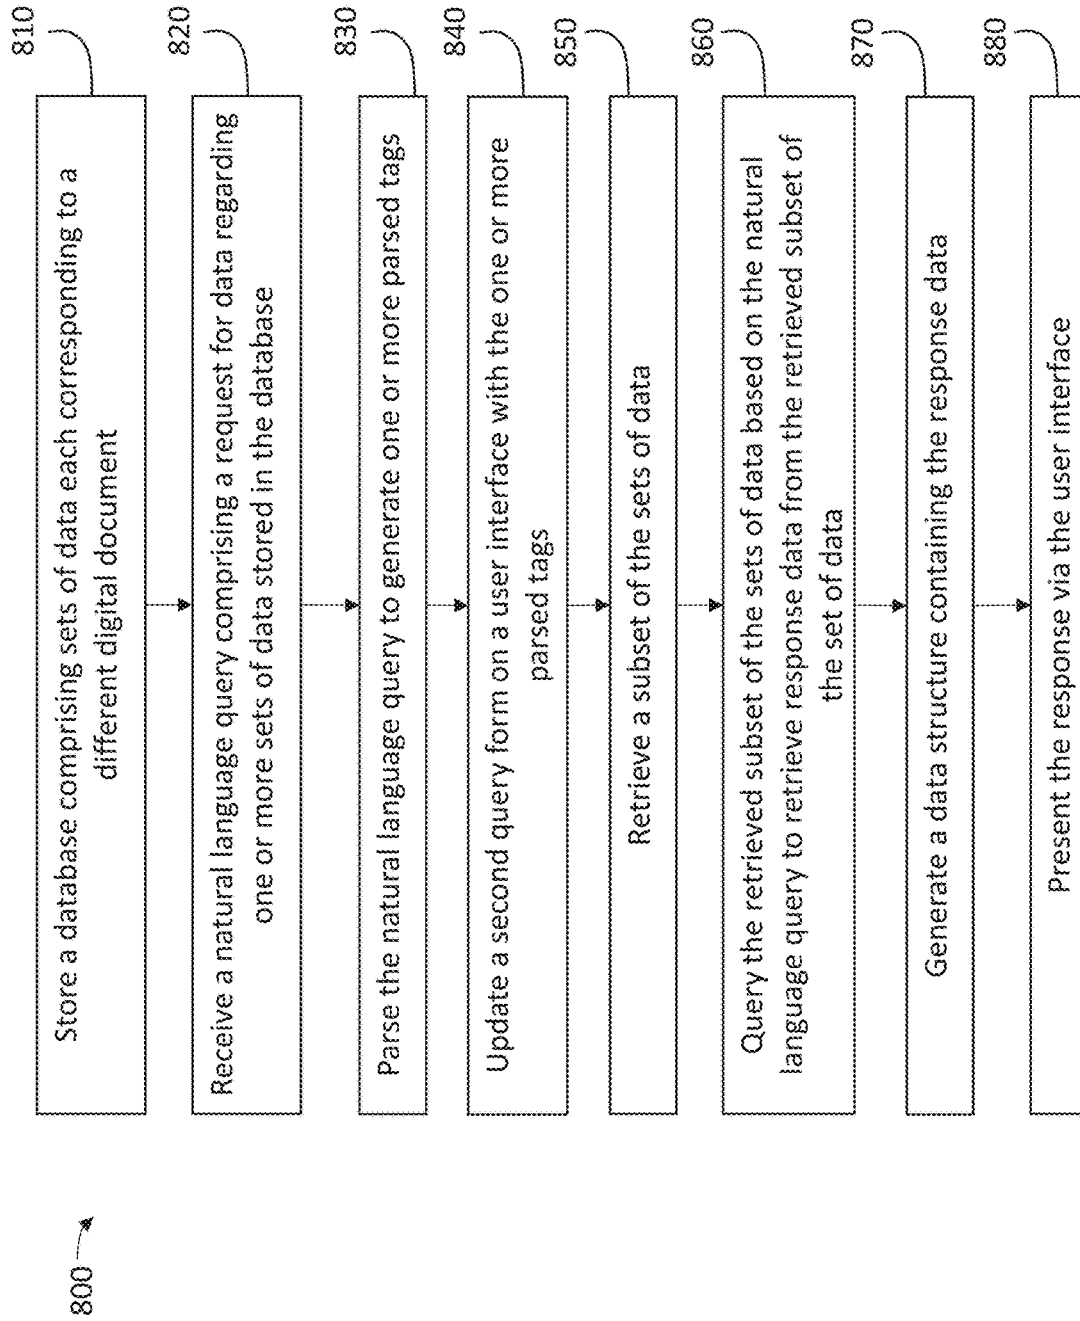 800
810
Store a database comprising sets of data each corresponding to a
different digital document
820
Receive a natural language query comprising a request for data regarding
one or more sets of data stored in the database
830
Parse the natural language query to generate one or more parsed tags
840
Update a second query form on a user interface with the one or more
parsed tags
850
Retrieve a subset of the sets of data
860
Query the retrieved subset of the sets of data based on the natural
language query to retrieve response data from the retrieved subset of
the set of data
870
Generate a data structure containing the response data
880
Present the response via the user interface